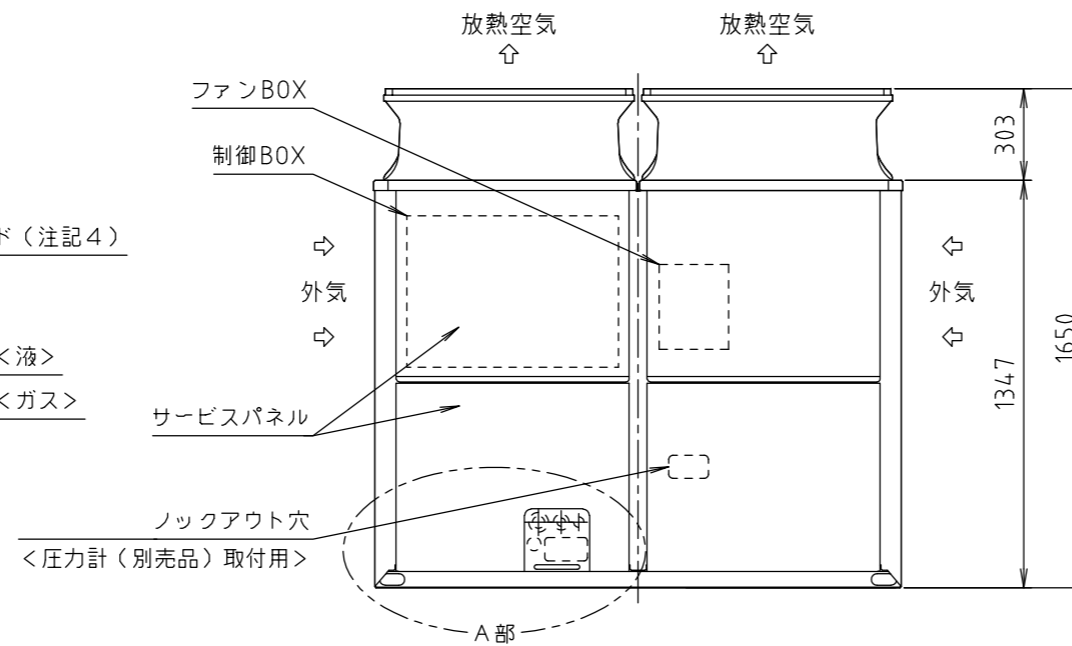 放熱空気
放熱空気
ファンBOX
制御BOX
303
ド（注記４）
外気
外気
1650
1347
＜液＞
＜ガス＞
サービスパネル
ノックアウト穴
＜圧力計（別売品）取付用＞
A部